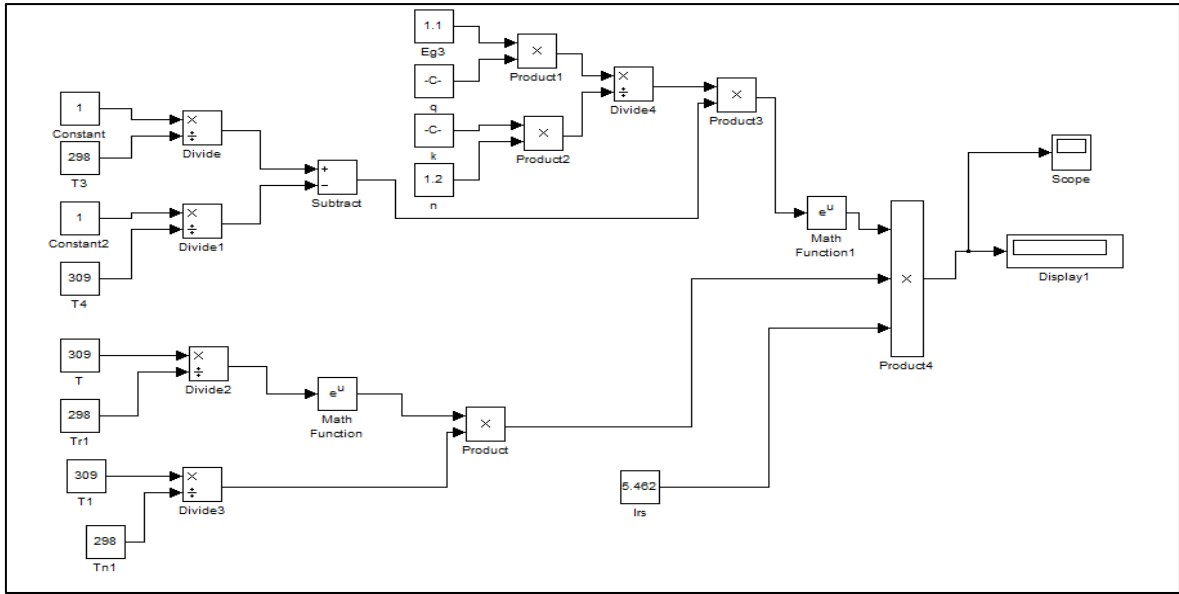 1.1
Eg3
×
Product1
-C-
q
×
÷
Divide4
×
Product3
-C-
k
×
Product2
1.2
n
1
Constant
×
÷
Divide
298
T3
+
−
Subtract
1
Constant2
×
÷
Divide1
309
T4
Scope
e^u
Math
Function1
×
Product4
Display1
309
T
×
÷
Divide2
298
Tr1
e^u
Math
Function
×
Product
309
T1
×
÷
Divide3
298
Tn1
5.462
Irs